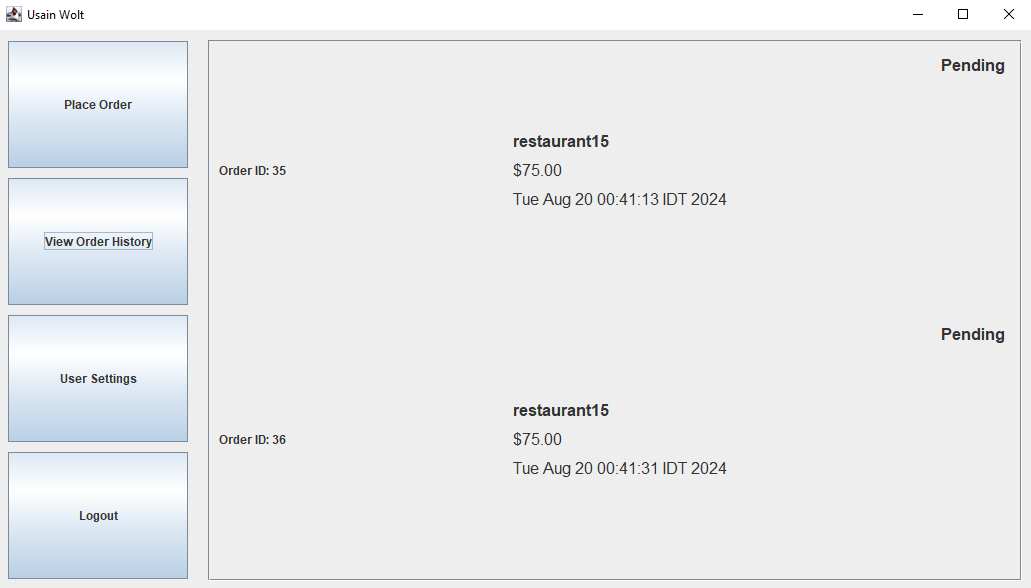 Usain Wolt
Place Order
View Order History
User Settings
Logout
Pending
restaurant15
Order ID: 35
$75.00
Tue Aug 20 00:41:13 IDT 2024
Pending
restaurant15
Order ID: 36
$75.00
Tue Aug 20 00:41:31 IDT 2024